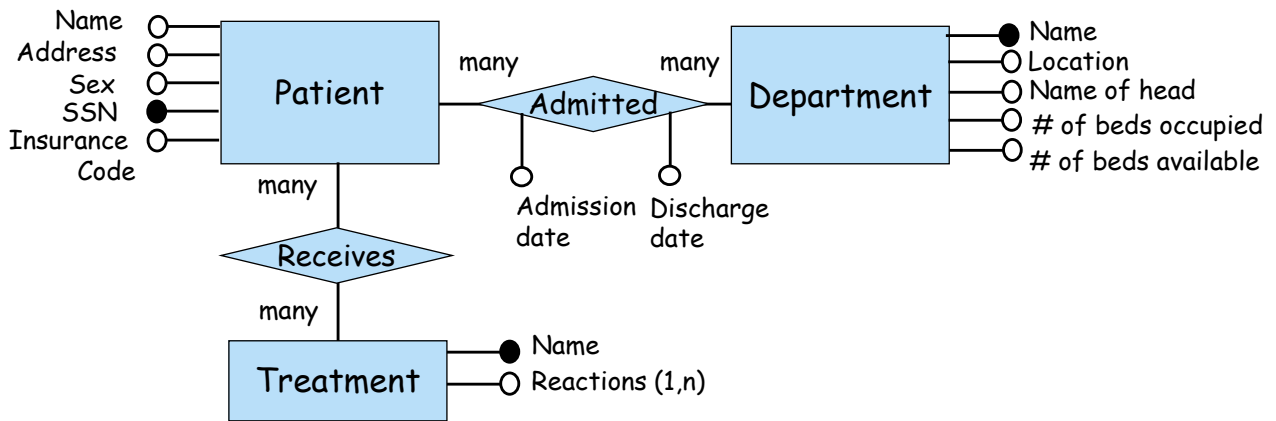 Name
Address
Sex
SSN
Insurance
Code
Patient
many
Admitted
many
Department
Name
Location
Name of head
# of beds occupied
# of beds available
Admission
date
Discharge
date
many
Receives
many
Treatment
Name
Reactions (1,n)